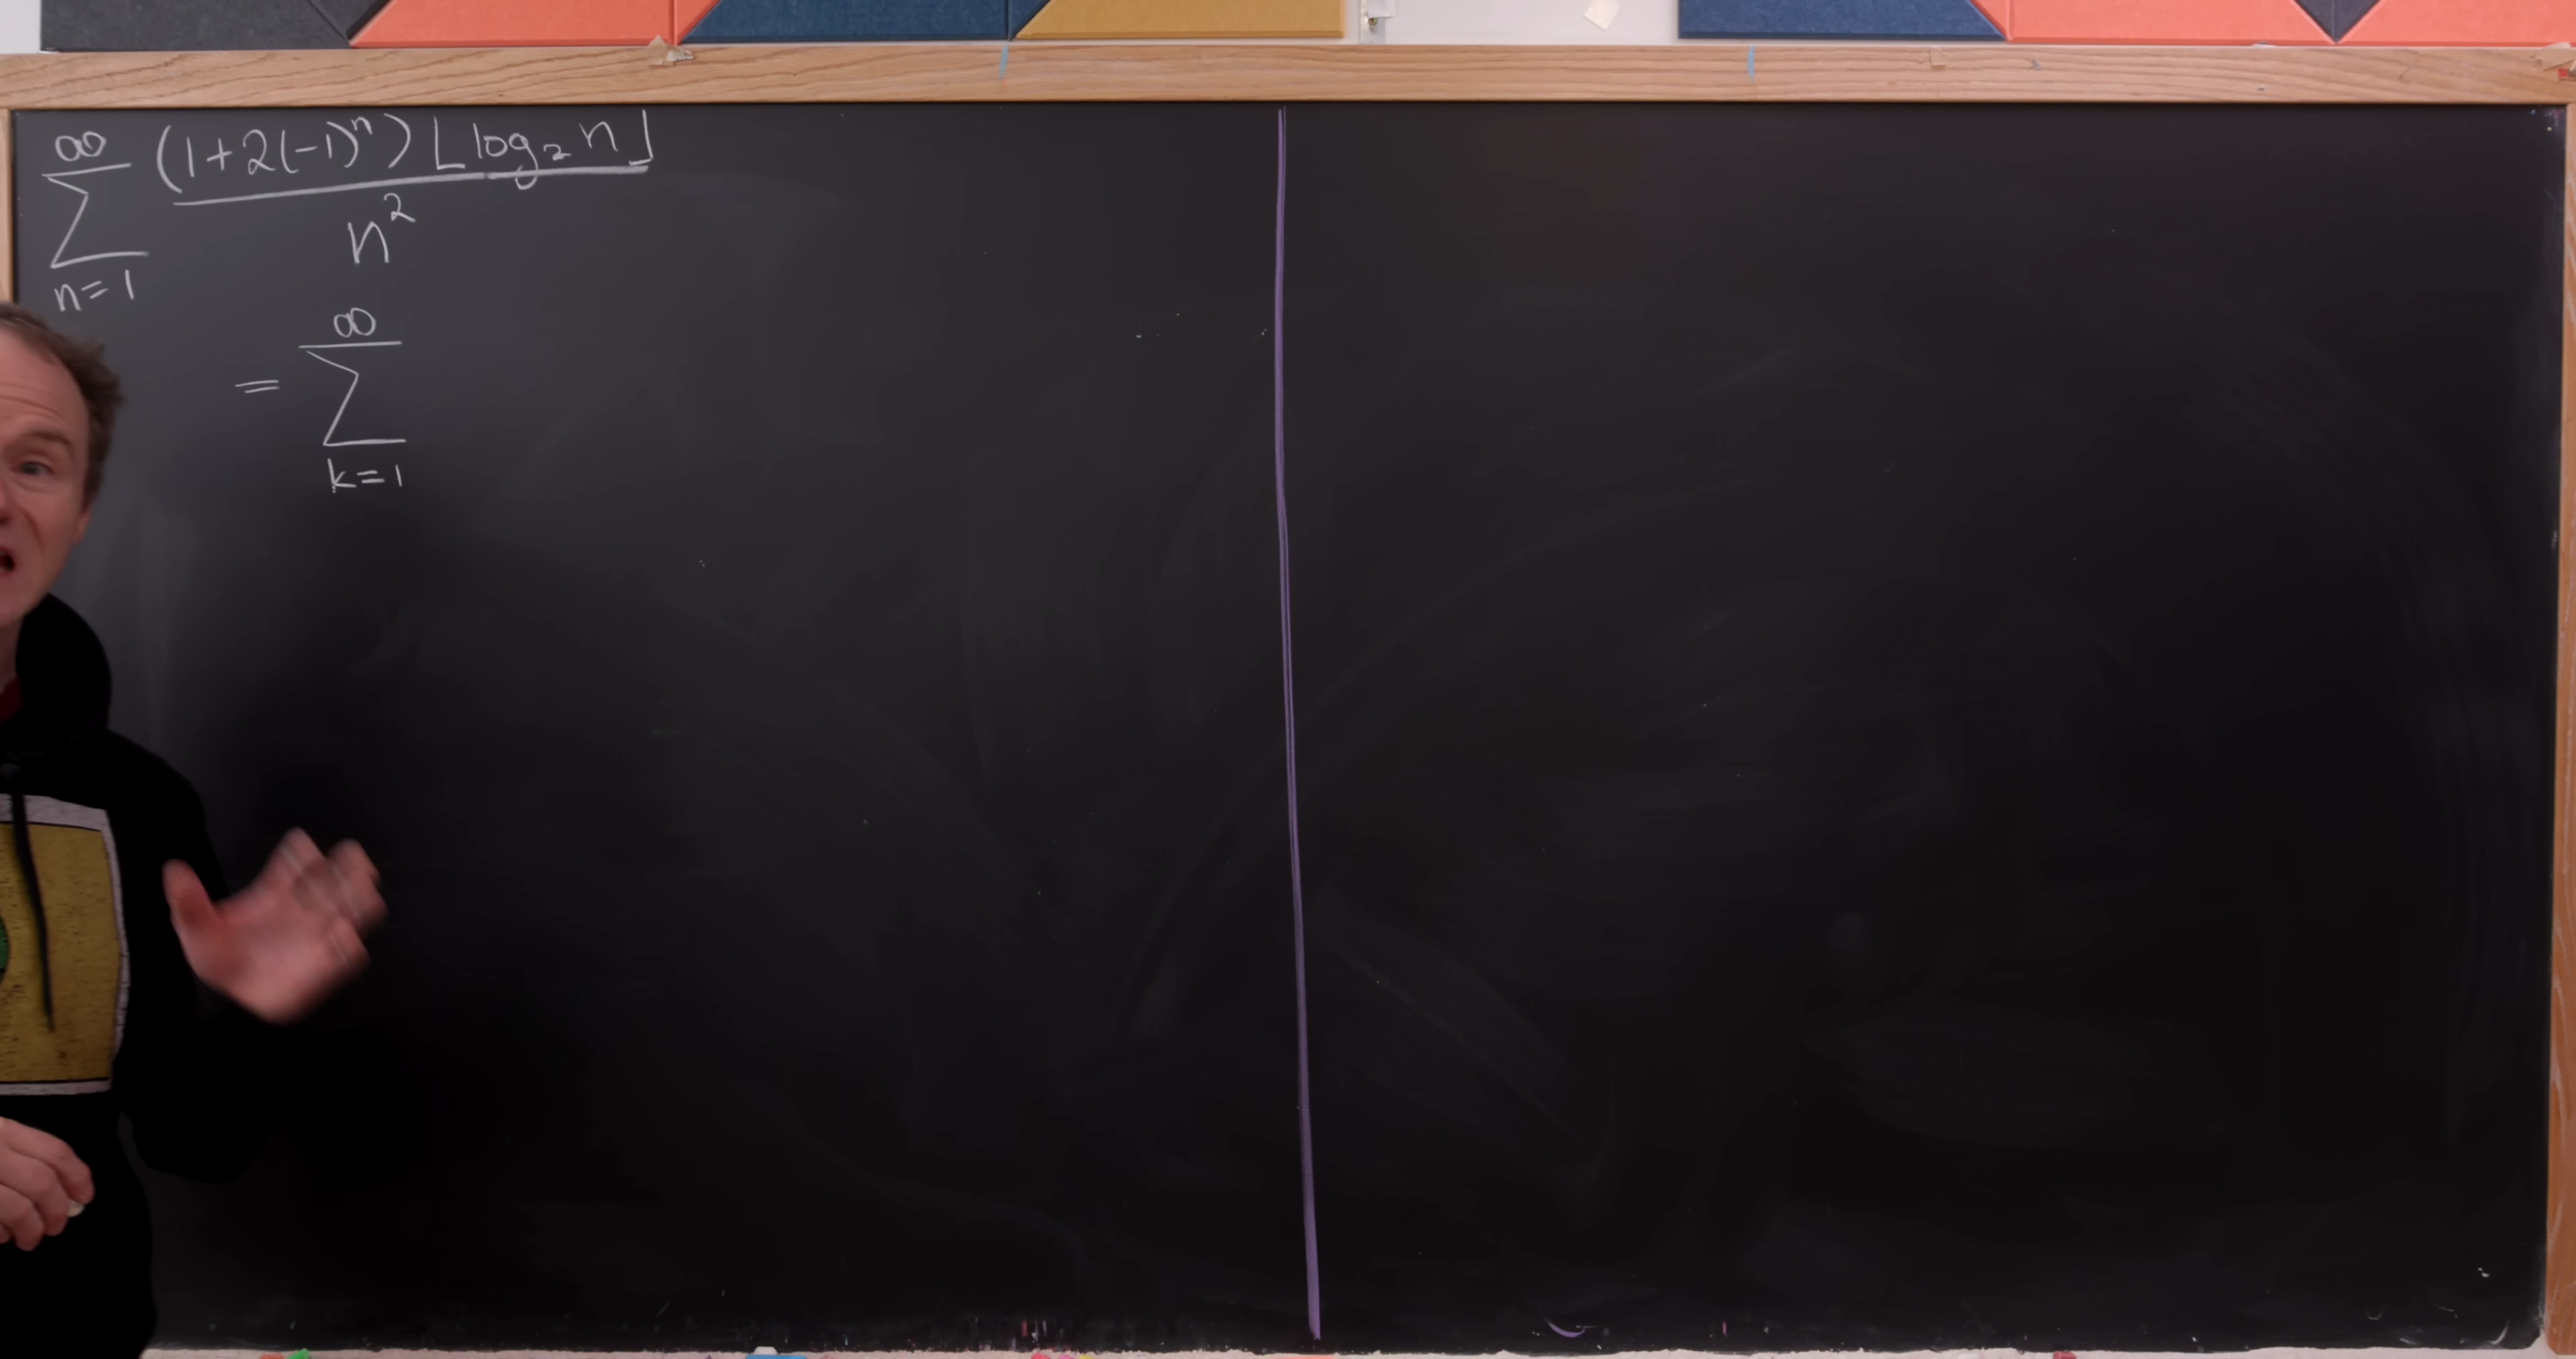 ∞ (1+2(-1)ⁿ) ⌊log₂ n⌋
∑ n²
n=1
∞
= ∑
k=1